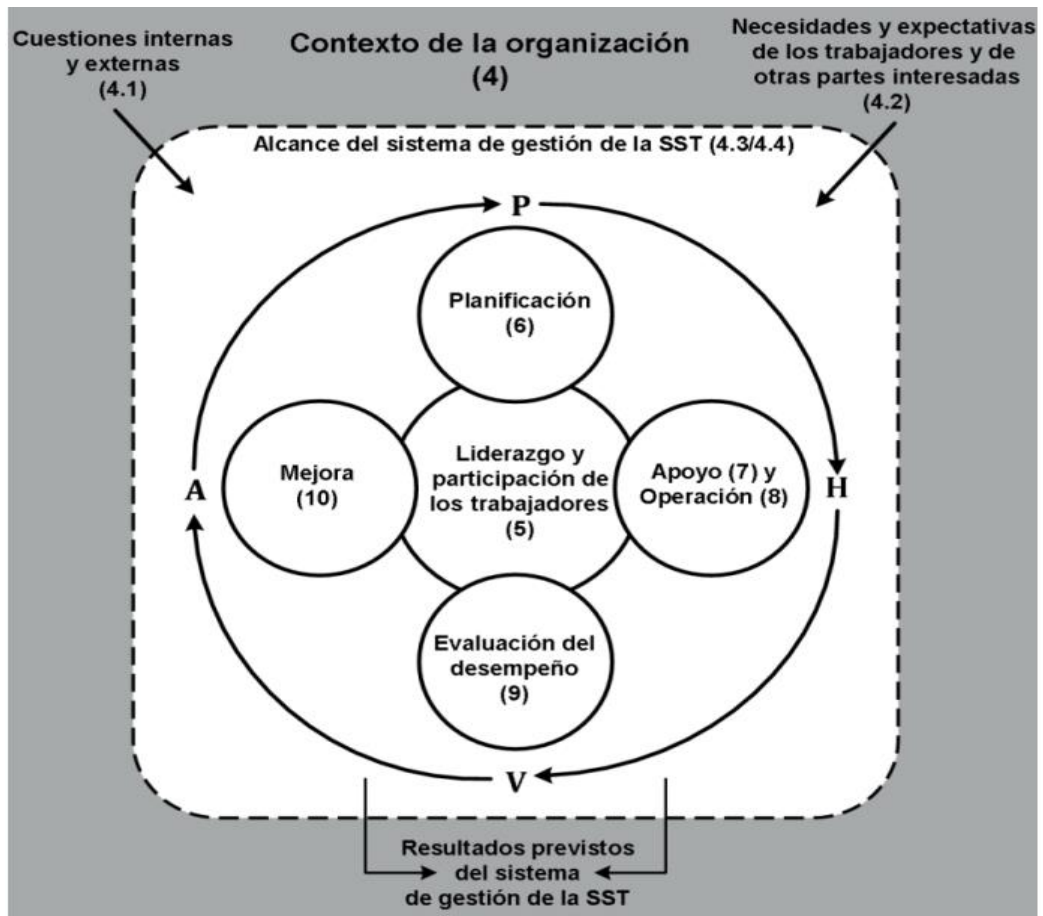 Cuestiones internas
y externas
(4.1)
Contexto de la organización
(4)
Necesidades y expectativas
de los trabajadores y de
otras partes interesadas
(4.2)
Alcance del sistema de gestión de la SST (4.3/4.4)
P
Planificación
(6)
A
Mejora
(10)
Liderazgo y
participación de
los trabajadores
(5)
Apoyo (7) y
Operación (8)
H
Evaluación del
desempeño
(9)
V
Resultados previstos
del sistema
de gestión de la SST